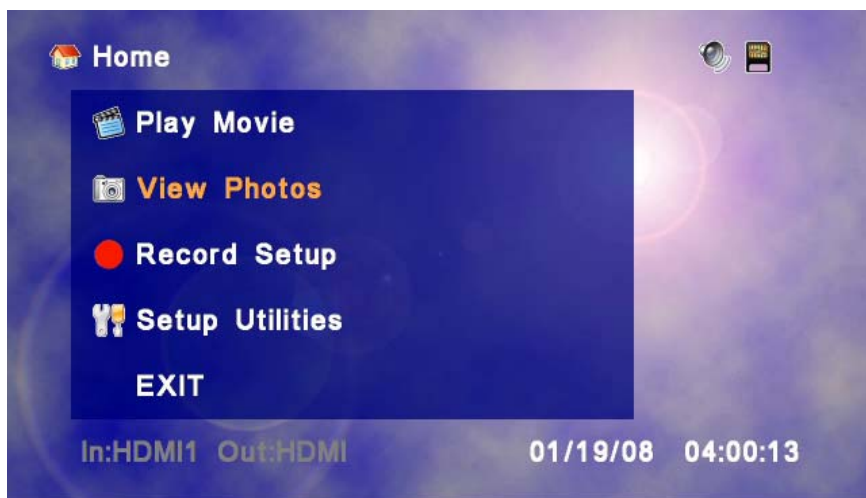 Home
Play Movie
View Photos
Record Setup
Setup Utilities
EXIT
In:HDMI1 Out:HDMI 01/19/08 04:00:13